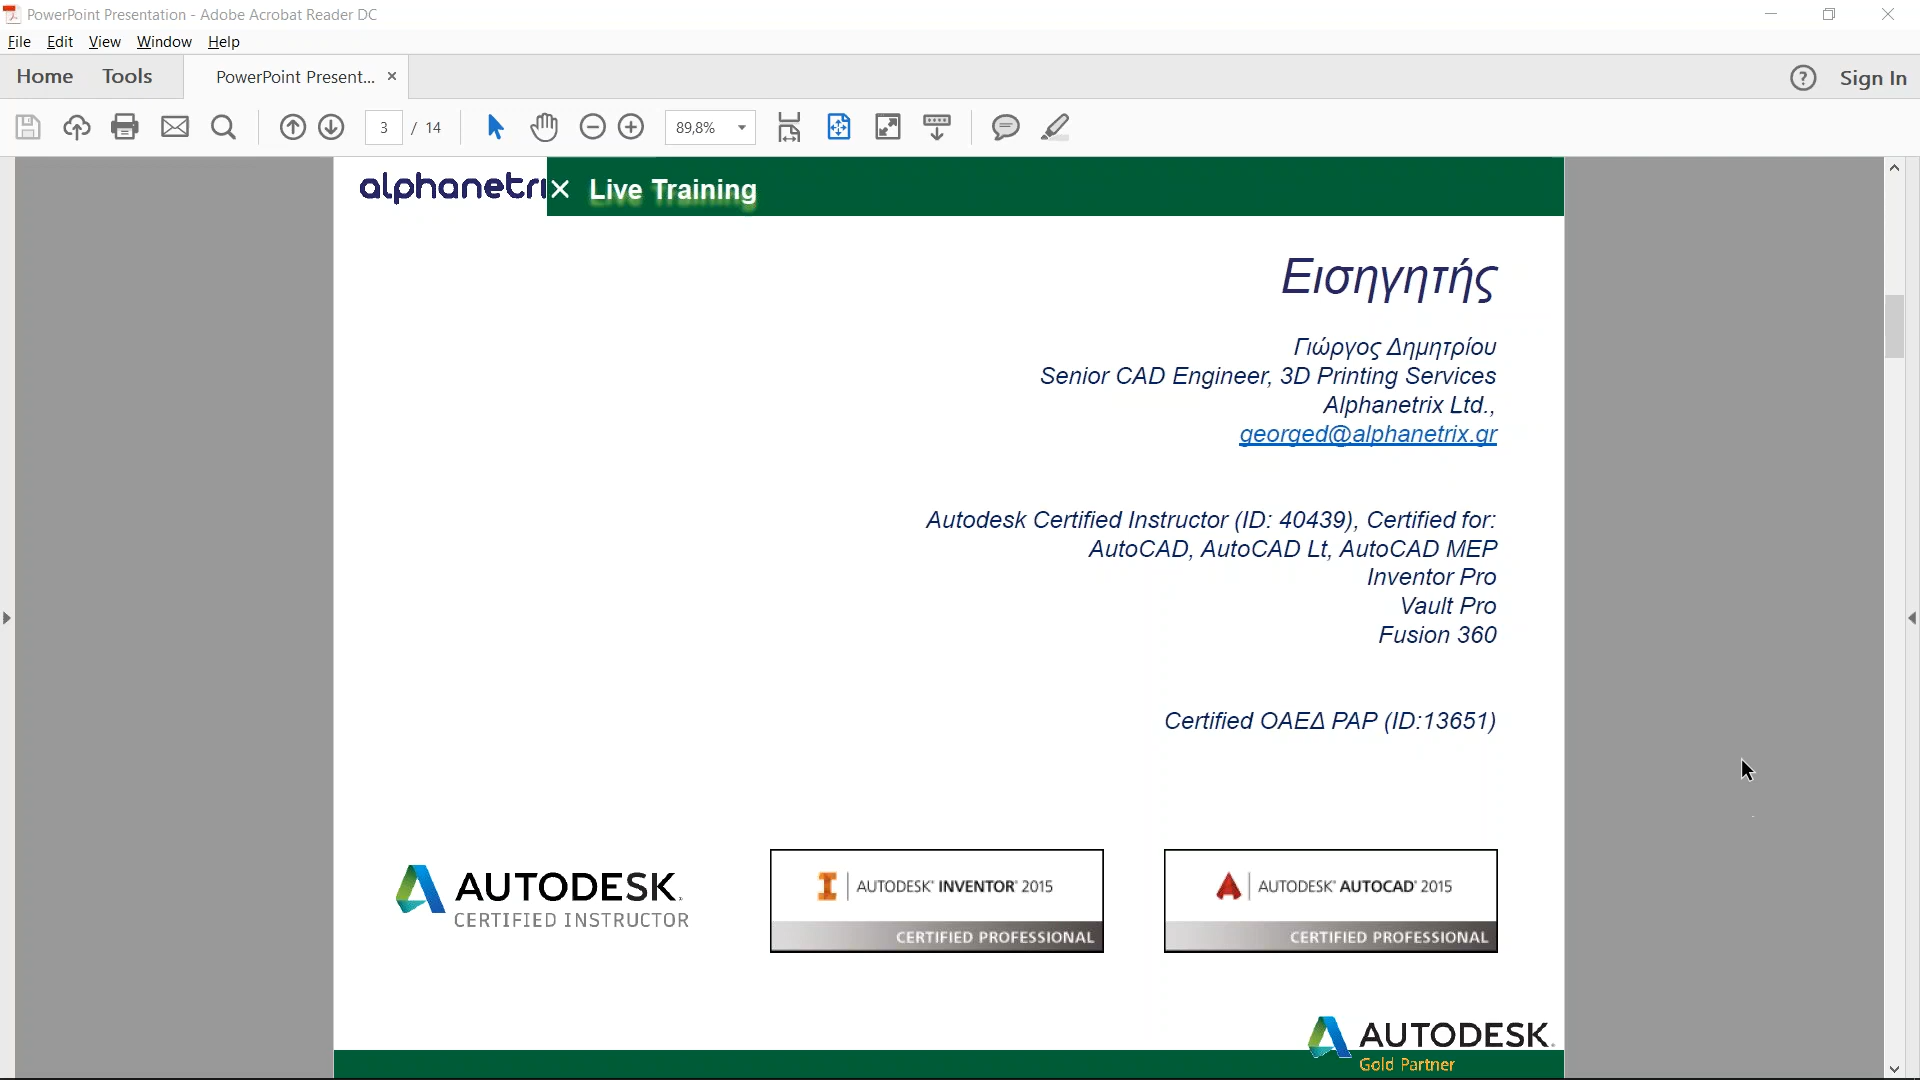 PowerPoint Presentation - Adobe Acrobat Reader DC
File Edit View Window Help
Home Tools PowerPoint Present... × ? Sign In
3 / 14 89,8%
alphanetrix Live Training
Εισηγητής
Γιώργος Δημητρίου
Senior CAD Engineer, 3D Printing Services
Alphanetrix Ltd.,
georged@alphanetrix.gr
Autodesk Certified Instructor (ID: 40439), Certified for:
AutoCAD, AutoCAD Lt, AutoCAD MEP
Inventor Pro
Vault Pro
Fusion 360
Certified ΟΑΕΔ PAP (ID:13651)
AUTODESK.
CERTIFIED INSTRUCTOR
I AUTODESK® INVENTOR® 2015
CERTIFIED PROFESSIONAL
AUTODESK® AUTOCAD® 2015
CERTIFIED PROFESSIONAL
AUTODESK.
Gold Partner